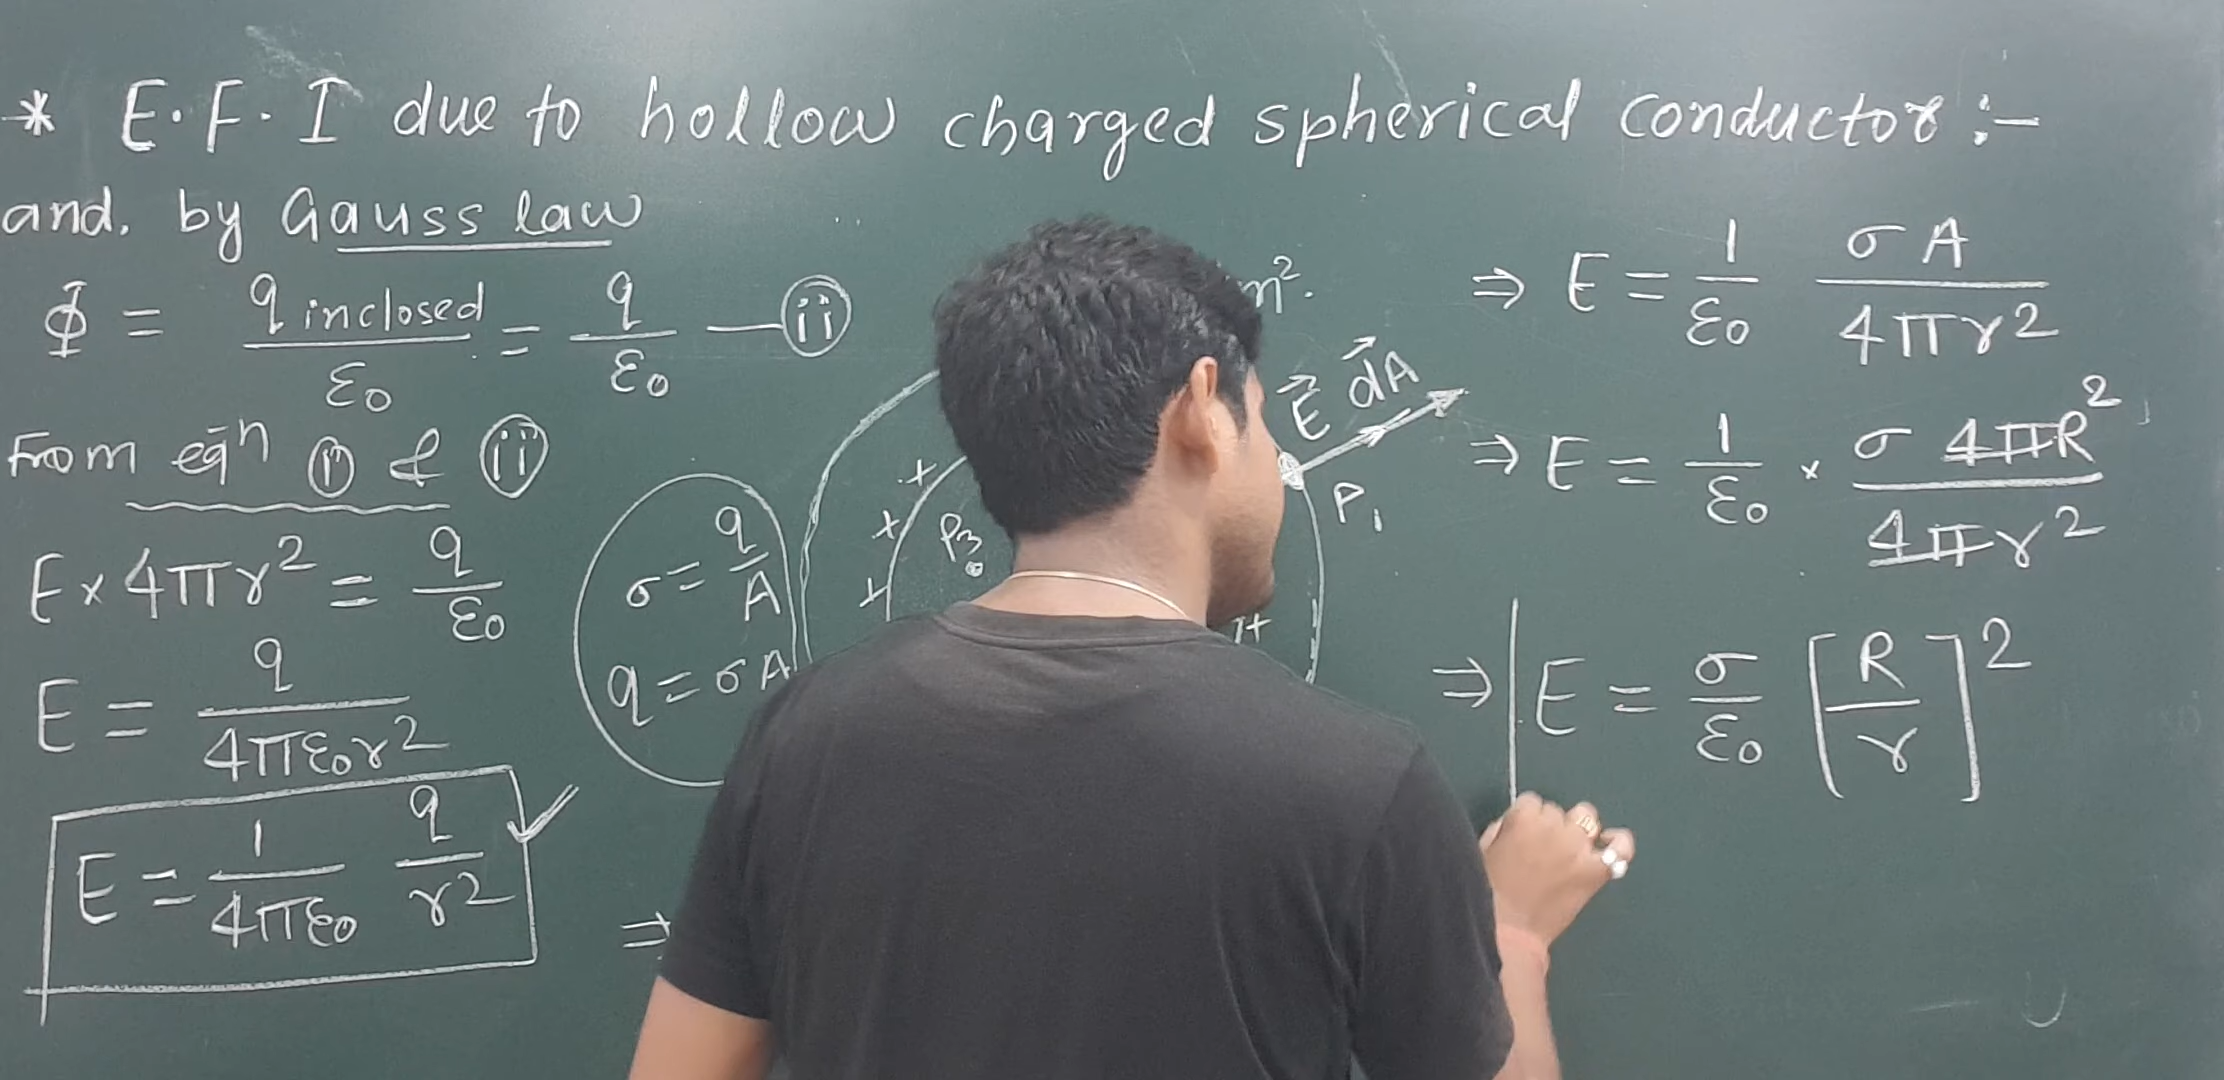 * E.F.I due to hollow charged spherical conductor :-
and. by Gauss law
Φ = q inclosed / ε0 = q / ε0 — (ii)
From eqn (i) & (ii)
E × 4πr2 = q / ε0
E = q / 4πε0r2
E = 1 / 4πε0 q / r2
σ = q / A
q = σA
⇒
m².
E⃗ dA⃗
P1
P3
+
+
+
+
⇒ E = 1 / ε0 σ A / 4πr2
⇒ E = 1 / ε0 × σ 4πR² / 4πr2
⇒ E = σ / ε0 [R / r]²